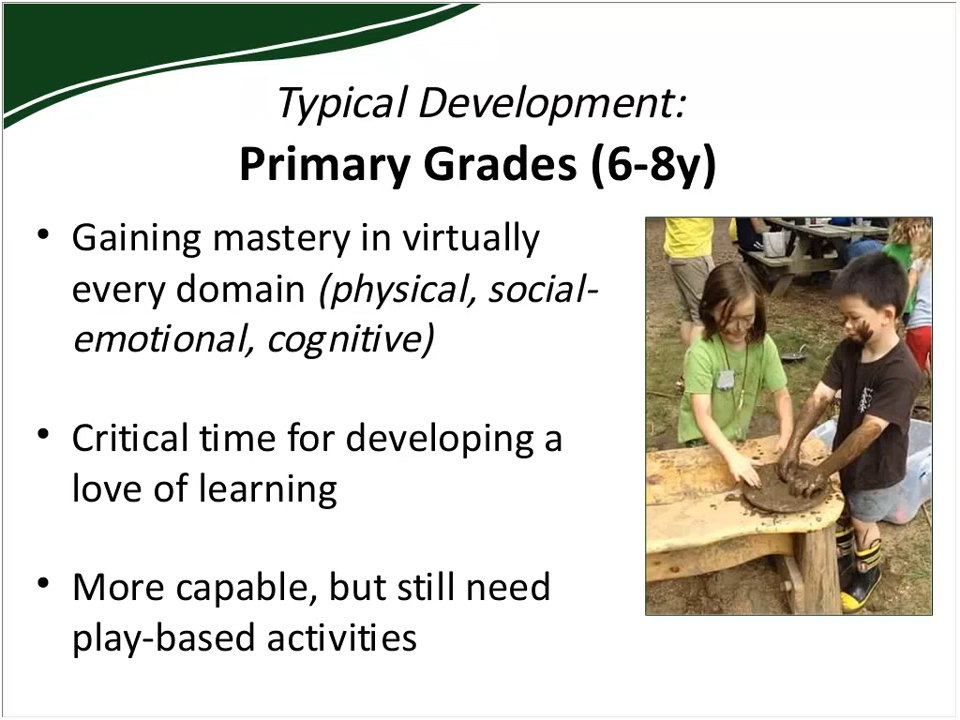 Typical Development:
Primary Grades (6-8y)
• Gaining mastery in virtually
every domain (physical, social-
emotional, cognitive)
• Critical time for developing a
love of learning
• More capable, but still need
play-based activities